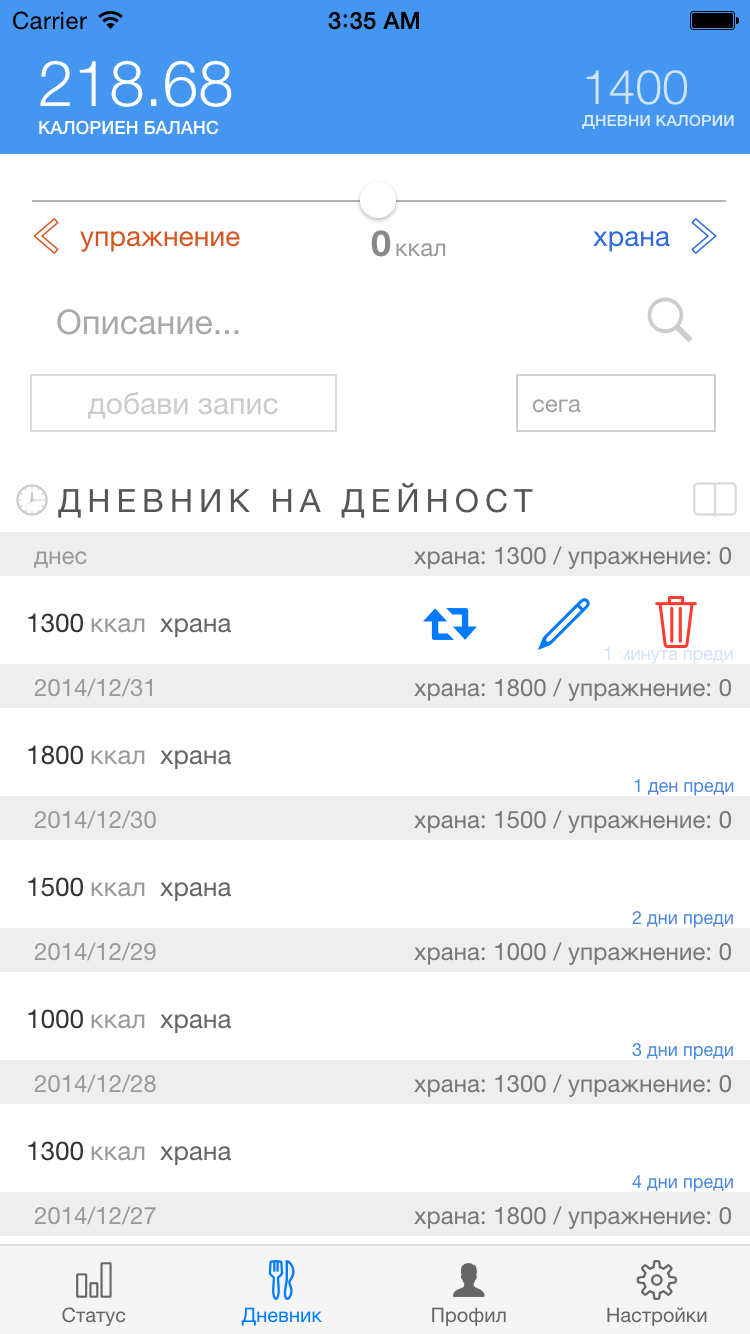 Carrier 3:35 AM
218.68 1400
КАЛОРИЕН БАЛАНС ДНЕВНИ КАЛОРИИ
упражнение 0 ккал храна
Описание...
добави запис сега
ДНЕВНИК НА ДЕЙНОСТ
днес храна: 1300 / упражнение: 0
1300 ккал храна
1 минута преди
2014/12/31 храна: 1800 / упражнение: 0
1800 ккал храна
1 ден преди
2014/12/30 храна: 1500 / упражнение: 0
1500 ккал храна
2 дни преди
2014/12/29 храна: 1000 / упражнение: 0
1000 ккал храна
3 дни преди
2014/12/28 храна: 1300 / упражнение: 0
1300 ккал храна
4 дни преди
2014/12/27 храна: 1800 / упражнение: 0
Статус Дневник Профил Настройки